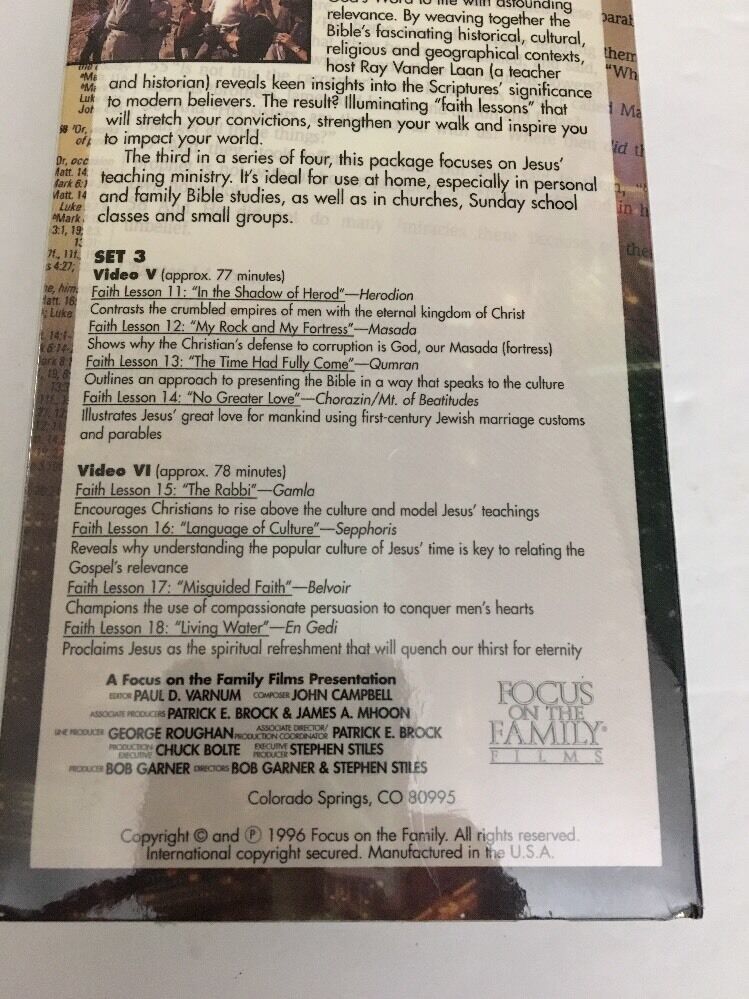 God's Word to life with astounding
relevance. By weaving together the
Bible's fascinating historical, cultural,
religious and geographical contexts,
host Ray Vander Laan (a teacher
and historian) reveals keen insights into the Scriptures' significance
to modern believers. The result? Illuminating "faith lessons" that
will stretch your convictions, strengthen your walk and inspire you
to impact your world.
The third in a series of four, this package focuses on Jesus'
teaching ministry. It's ideal for use at home, especially in personal
and family Bible studies, as well as in churches, Sunday school
classes and small groups.
SET 3
Video V (approx. 77 minutes)
Faith Lesson 11: "In the Shadow of Herod"—Herodion
Contrasts the crumbled empires of men with the eternal kingdom of Christ
Faith Lesson 12: "My Rock and My Fortress"—Masada
Shows why the Christian's defense to corruption is God, our Masada (fortress)
Faith Lesson 13: "The Time Had Fully Come"—Qumran
Outlines an approach to presenting the Bible in a way that speaks to the culture
Faith Lesson 14: "No Greater Love"—Chorazin/Mt. of Beatitudes
Illustrates Jesus' great love for mankind using first-century Jewish marriage customs
and parables
Video VI (approx. 78 minutes)
Faith Lesson 15: "The Rabbi"—Gamla
Encourages Christians to rise above the culture and model Jesus' teachings
Faith Lesson 16: "Language of Culture"—Sepphoris
Reveals why understanding the popular culture of Jesus' time is key to relating the
Gospel's relevance
Faith Lesson 17: "Misguided Faith"—Belvoir
Champions the use of compassionate persuasion to conquer men's hearts
Faith Lesson 18: "Living Water"—En Gedi
Proclaims Jesus as the spiritual refreshment that will quench our thirst for eternity
A Focus on the Family Films Presentation
EDITOR PAUL D. VARNUM COMPOSER JOHN CAMPBELL
ASSOCIATE PRODUCERS PATRICK E. BROCK & JAMES A. MHOON
LINE PRODUCER GEORGE ROUGHAN ASSOCIATE DIRECTOR/PRODUCTION COORDINATOR PATRICK E. BROCK
PRODUCTION EXECUTIVE CHUCK BOLTE EXECUTIVE PRODUCER STEPHEN STILES
PRODUCER BOB GARNER DIRECTORS BOB GARNER & STEPHEN STILES
FOCUS
ON THE
FAMILY®
FILMS
Colorado Springs, CO 80995
Copyright © and ℗ 1996 Focus on the Family. All rights reserved.
International copyright secured. Manufactured in the U.S.A.